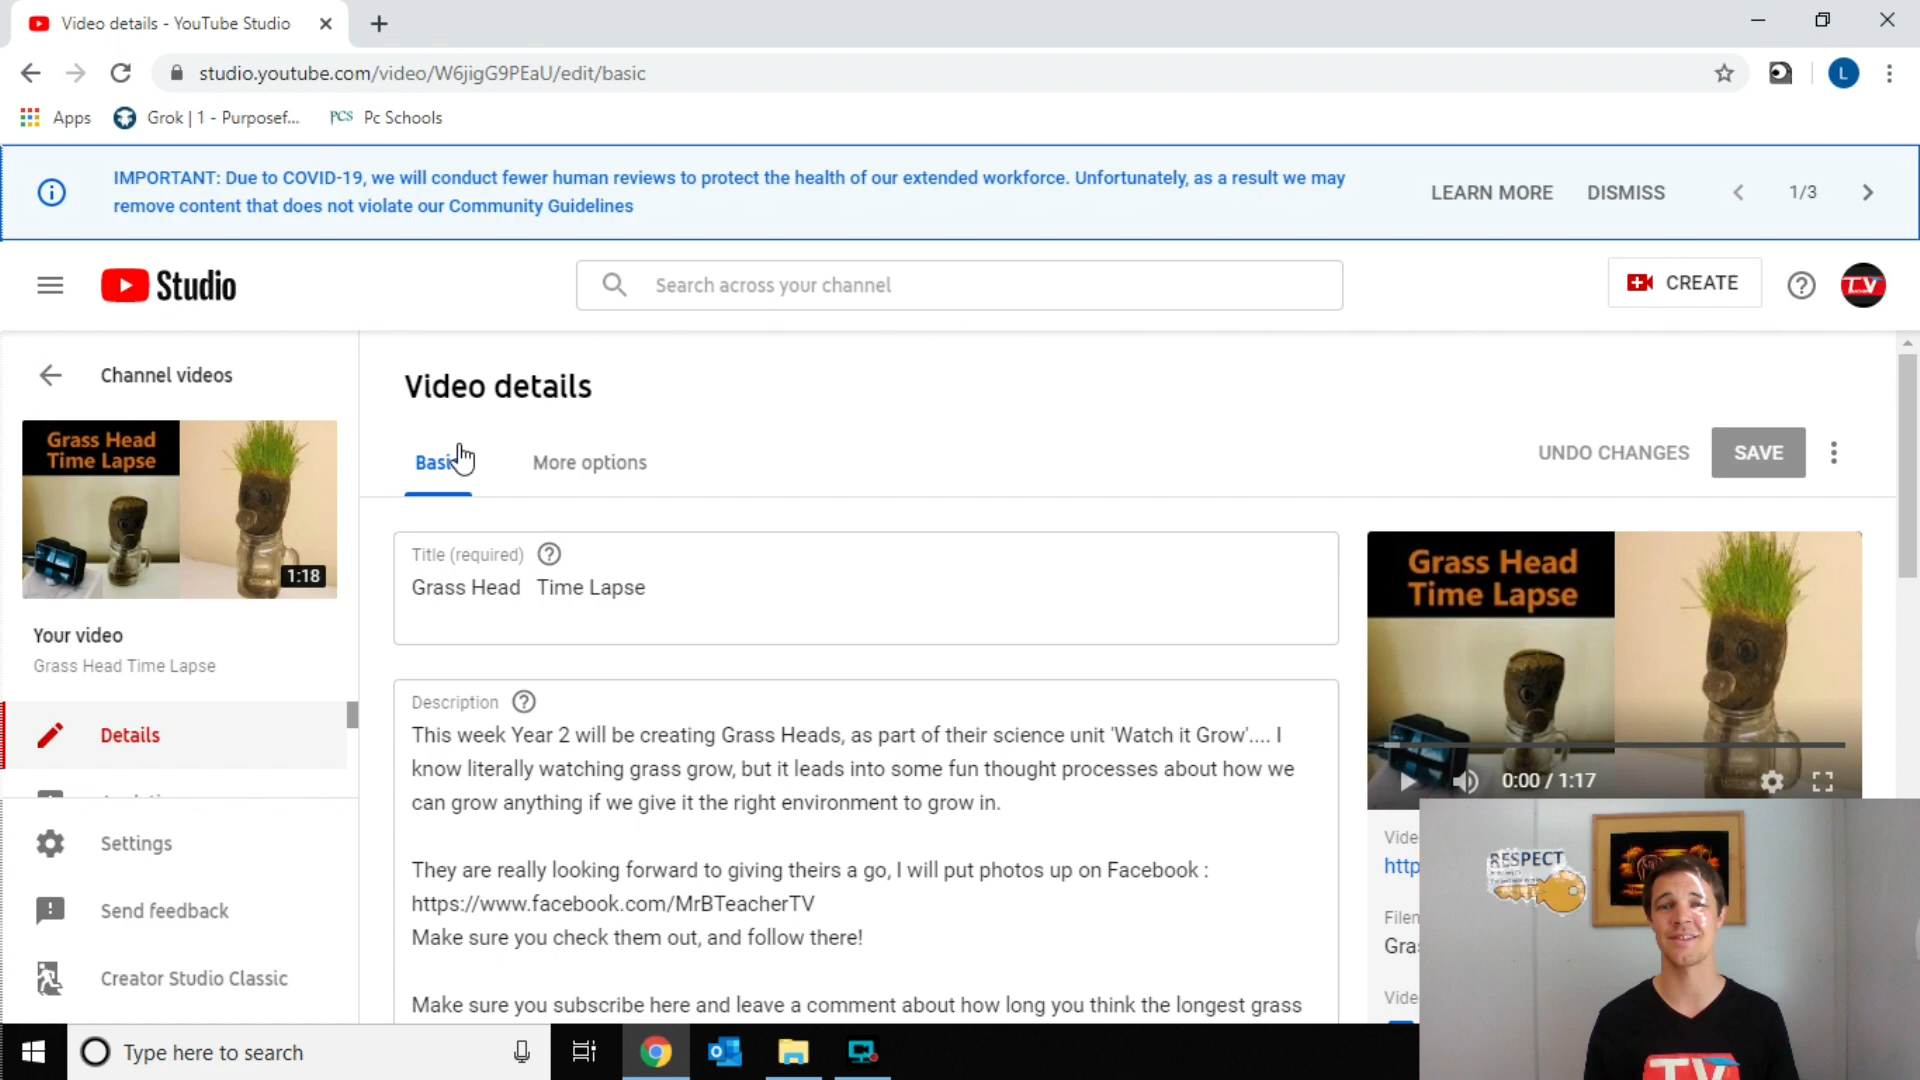 Video details - YouTube Studio
studio.youtube.com/video/W6jigG9PEaU/edit/basic
L
Apps
Grok | 1 - Purposef...
PCS Pc Schools
IMPORTANT: Due to COVID-19, we will conduct fewer human reviews to protect the health of our extended workforce. Unfortunately, as a result we may
remove content that does not violate our Community Guidelines
LEARN MORE
DISMISS
1/3
Studio
Search across your channel
CREATE
TV
Channel videos
Video details
Grass Head
Time Lapse
1:18
Basic
More options
UNDO CHANGES
SAVE
Title (required)
Grass Head Time Lapse
Grass Head
Time Lapse
Your video
Grass Head Time Lapse
Details
Description
This week Year 2 will be creating Grass Heads, as part of their science unit 'Watch it Grow'.... I
know literally watching grass grow, but it leads into some fun thought processes about how we
can grow anything if we give it the right environment to grow in.
0:00 / 1:17
Settings
They are really looking forward to giving theirs a go, I will put photos up on Facebook :
https://www.facebook.com/MrBTeacherTV
Make sure you check them out, and follow there!
Send feedback
Creator Studio Classic
Make sure you subscribe here and leave a comment about how long you think the longest grass
Vide
http
Filen
Gra
Vide
RESPECT
TV
Type here to search